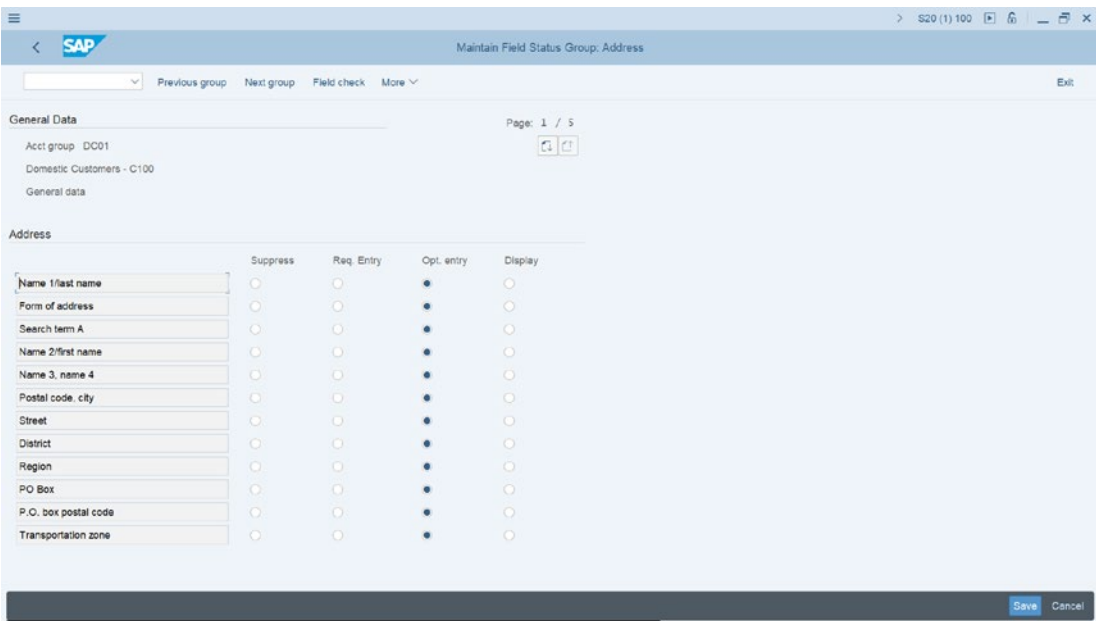 S20 (1) 100
SAP
Maintain Field Status Group: Address
Previous group Next group Field check More Exit
General Data
Page: 1 / 5
Acct group DC01
Domestic Customers - C100
General data
Address
Suppress Req. Entry Opt. entry Display
Name 1/last name
Form of address
Search term A
Name 2/first name
Name 3, name 4
Postal code, city
Street
District
Region
PO Box
P.O. box postal code
Transportation zone
Save Cancel